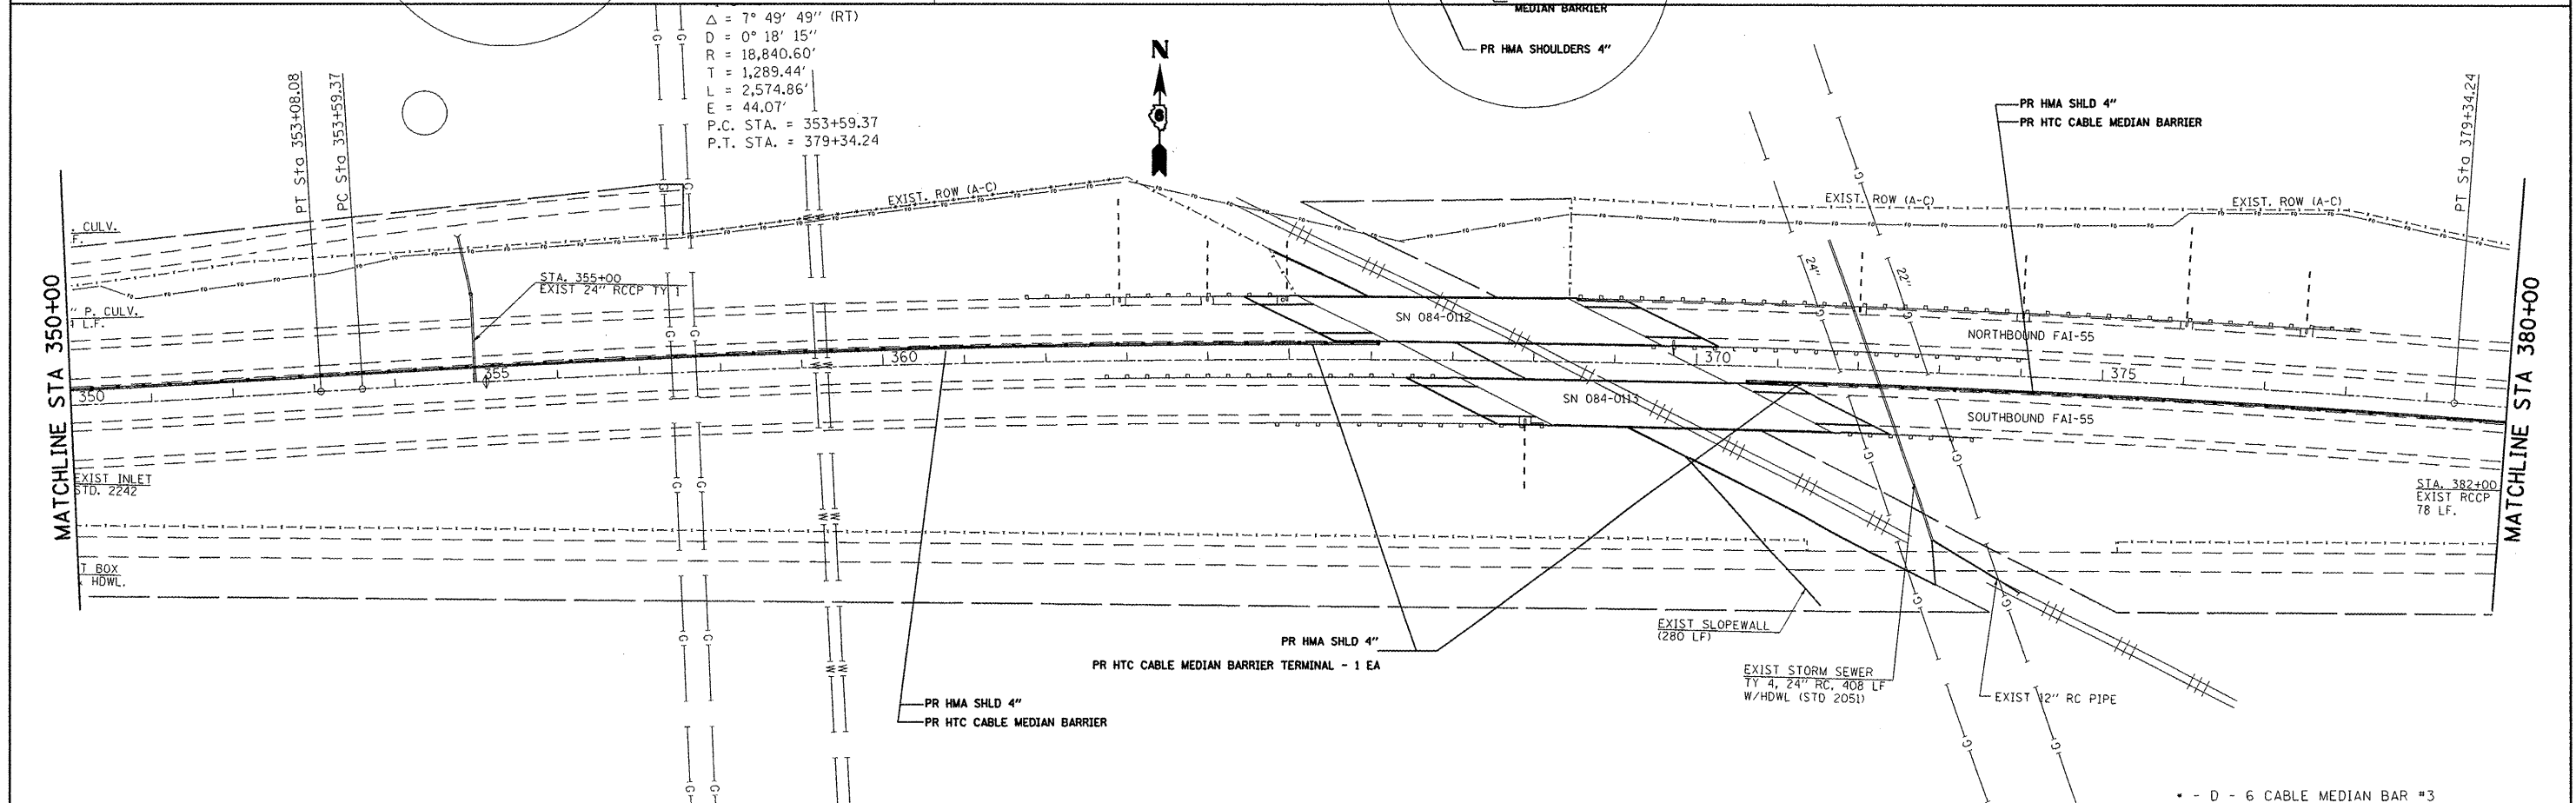 Δ = 7° 49' 49" (RT)
D = 0° 18' 15"
R = 18,840.60'
T = 1,289.44'
L = 2,574.86'
E = 44.07'
P.C. STA. = 353+59.37
P.T. STA. = 379+34.24
MEDIAN BARRIER
PR HMA SHOULDERS 4"
N
6
PR HMA SHLD 4"
PR HTC CABLE MEDIAN BARRIER
PT Sta 353+08.08
PC Sta 353+59.37
PT Sta 379+34.24
EXIST. ROW (A-C)
EXIST. ROW (A-C)
EXIST. ROW (A-C)
. CULV.
F.
STA. 355+00
EXIST 24" RCCP TY 1
24"
22"
MATCHLINE STA 350+00
MATCHLINE STA 380+00
" P. CULV.
L.F.
SN 084-0112
NORTHBOUND FAI-55
350
355
360
370
375
SN 084-0113
SOUTHBOUND FAI-55
EXIST INLET
STD. 2242
STA. 382+00
EXIST RCCP
78 LF.
T BOX
HDWL.
EXIST SLOPEWALL
(280 LF)
PR HMA SHLD 4"
PR HTC CABLE MEDIAN BARRIER TERMINAL - 1 EA
EXIST STORM SEWER
TY 4, 24" RC, 408 LF
W/HDWL (STD 2051)
EXIST 12" RC PIPE
PR HMA SHLD 4"
PR HTC CABLE MEDIAN BARRIER
* - D - 6 CABLE MEDIAN BAR #3